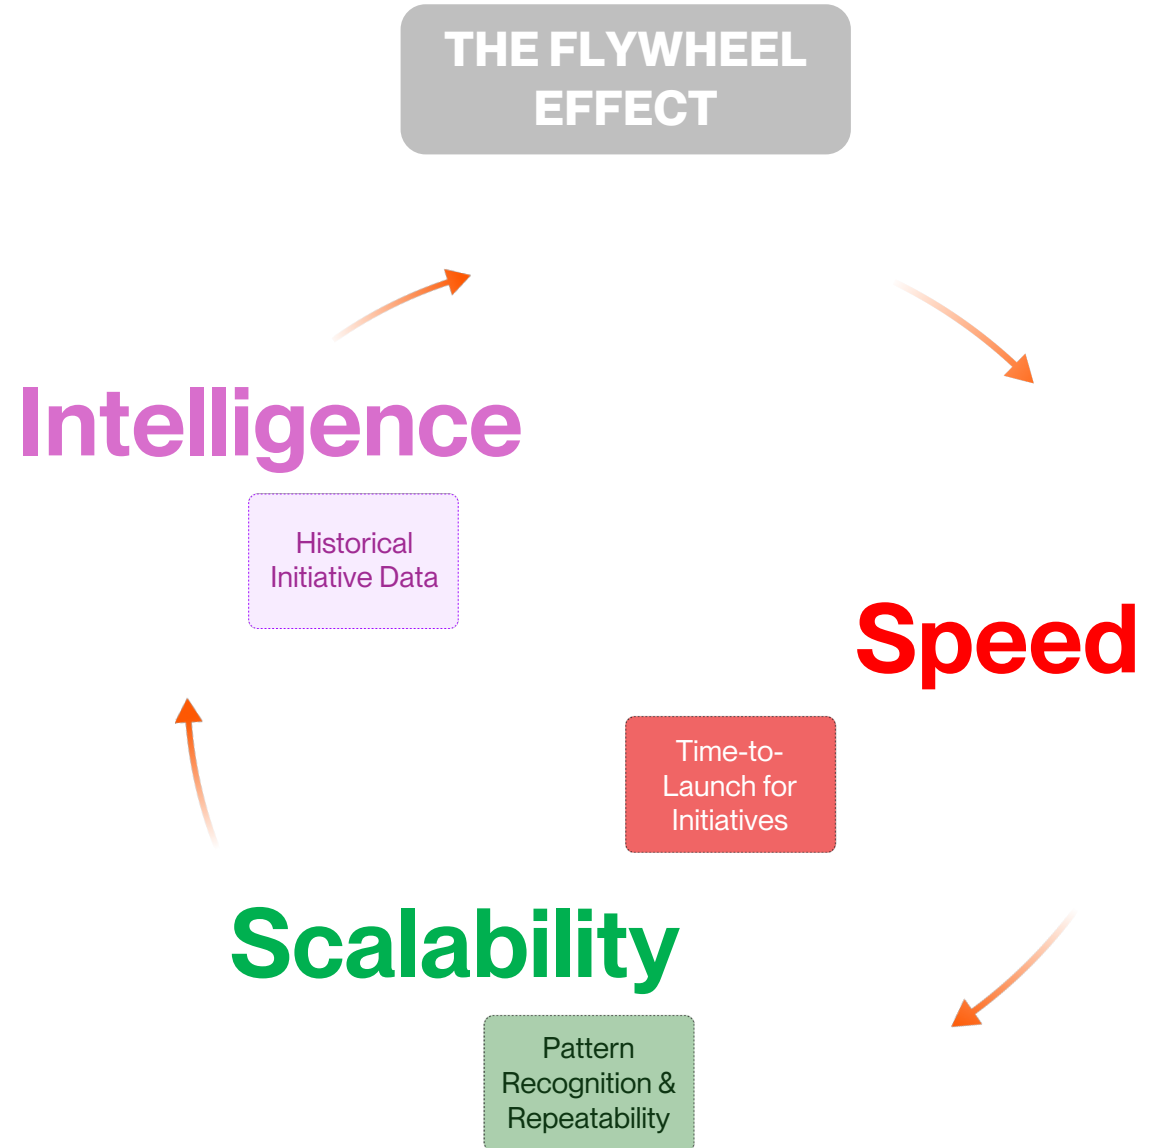 THE FLYWHEEL
EFFECT
Intelligence
Historical
Initiative Data
Speed
Time-to-
Launch for
Initiatives
Scalability
Pattern
Recognition &
Repeatability